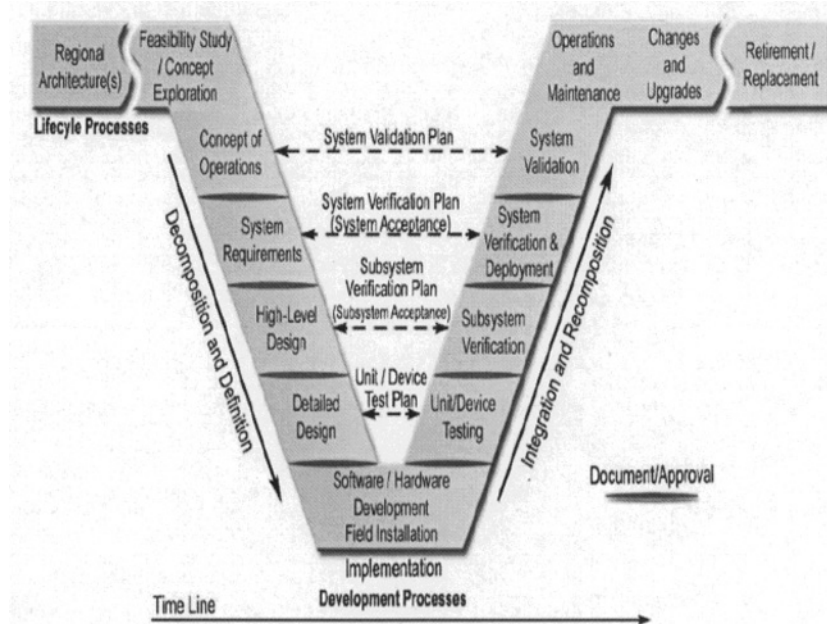 Regional
Architecture(s)
Feasibility Study
/ Concept
Exploration
Operations
and
Maintenance
Changes
and
Upgrades
Retirement /
Replacement
Lifecyle Processes
Concept of
Operations
System Validation Plan
System
Validation
System
Requirements
System Verification Plan
(System Acceptance)
System
Verification &
Deployment
High-Level
Design
Subsystem
Verification Plan
(Subsystem Acceptance)
Subsystem
Verification
Detailed
Design
Unit / Device
Test Plan
Unit/Device
Testing
Decomposition and Definition
Integration and Recomposition
Software / Hardware
Development
Field Installation
Document/Approval
Implementation
Development Processes
Time Line